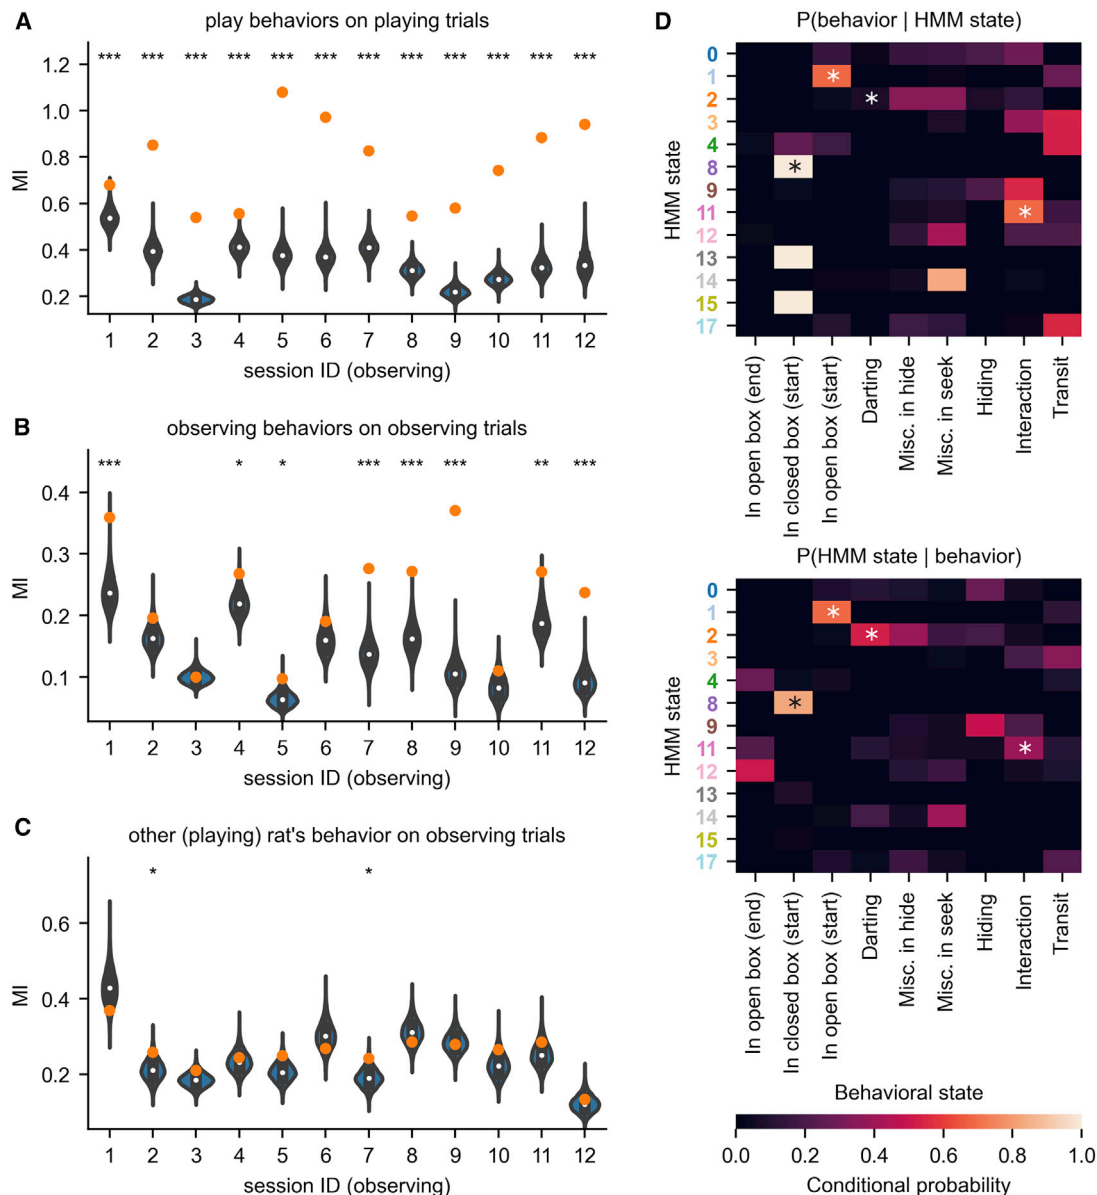 A
play behaviors on playing trials
*** *** *** *** *** *** *** *** *** *** *** ***
MI
1.2
1.0
0.8
0.6
0.4
0.2
1 2 3 4 5 6 7 8 9 10 11 12
session ID (observing)
B
observing behaviors on observing trials
*** * * *** *** *** ** ***
MI
0.4
0.3
0.2
0.1
1 2 3 4 5 6 7 8 9 10 11 12
session ID (observing)
C
other (playing) rat's behavior on observing trials
* *
MI
0.6
0.4
0.2
1 2 3 4 5 6 7 8 9 10 11 12
session ID (observing)
D
P(behavior | HMM state)
HMM state
0
1 *
2 *
3
4
8 *
9
11 *
12
13
14
15
17
In open box (end)
In closed box (start)
In open box (start)
Darting
Misc. in hide
Misc. in seek
Hiding
Interaction
Transit
P(HMM state | behavior)
HMM state
0
1 *
2 *
3
4
8 *
9
11 *
12
13
14
15
17
In open box (end)
In closed box (start)
In open box (start)
Darting
Misc. in hide
Misc. in seek
Hiding
Interaction
Transit
Behavioral state
0.0 0.2 0.4 0.6 0.8 1.0
Conditional probability